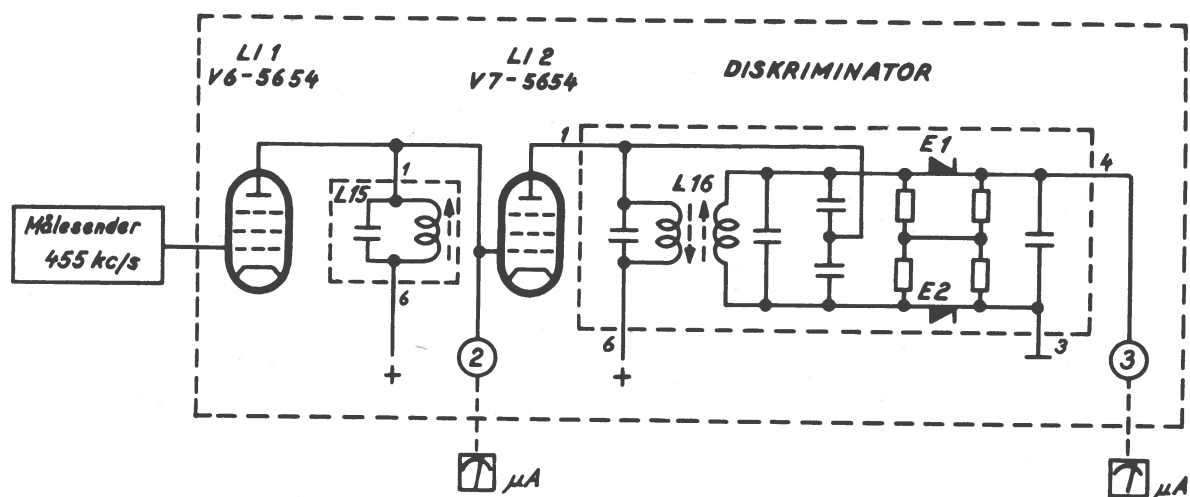 LI 1
V6-5654
LI 2
V7-5654
DISKRIMINATOR
Målesender
455 kc/s
1
L15
6
+
2
µA
1
L16
6
+
E1
E2
4
3
3
µA